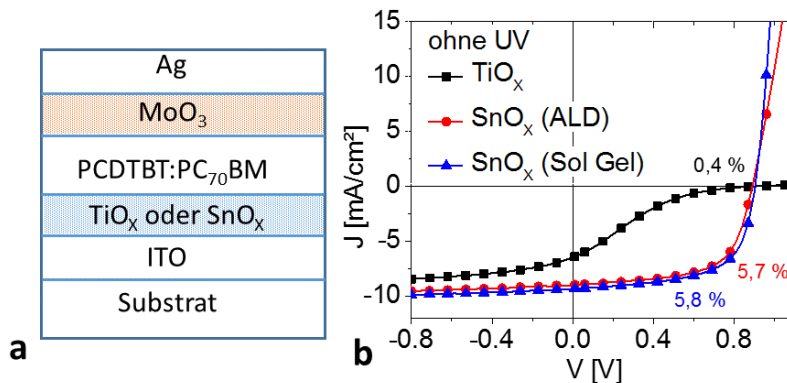 Ag
MoO₃
PCDTBT:PC₇₀BM
TiOₓ oder SnOₓ
ITO
Substrat
a
ohne UV
TiOₓ
SnOₓ (ALD)
SnOₓ (Sol Gel)
0,4 %
5,7 %
5,8 %
J [mA/cm²]
15
10
5
0
-5
-10
-0.8
-0.4
0.0
0.4
0.8
V [V]
b